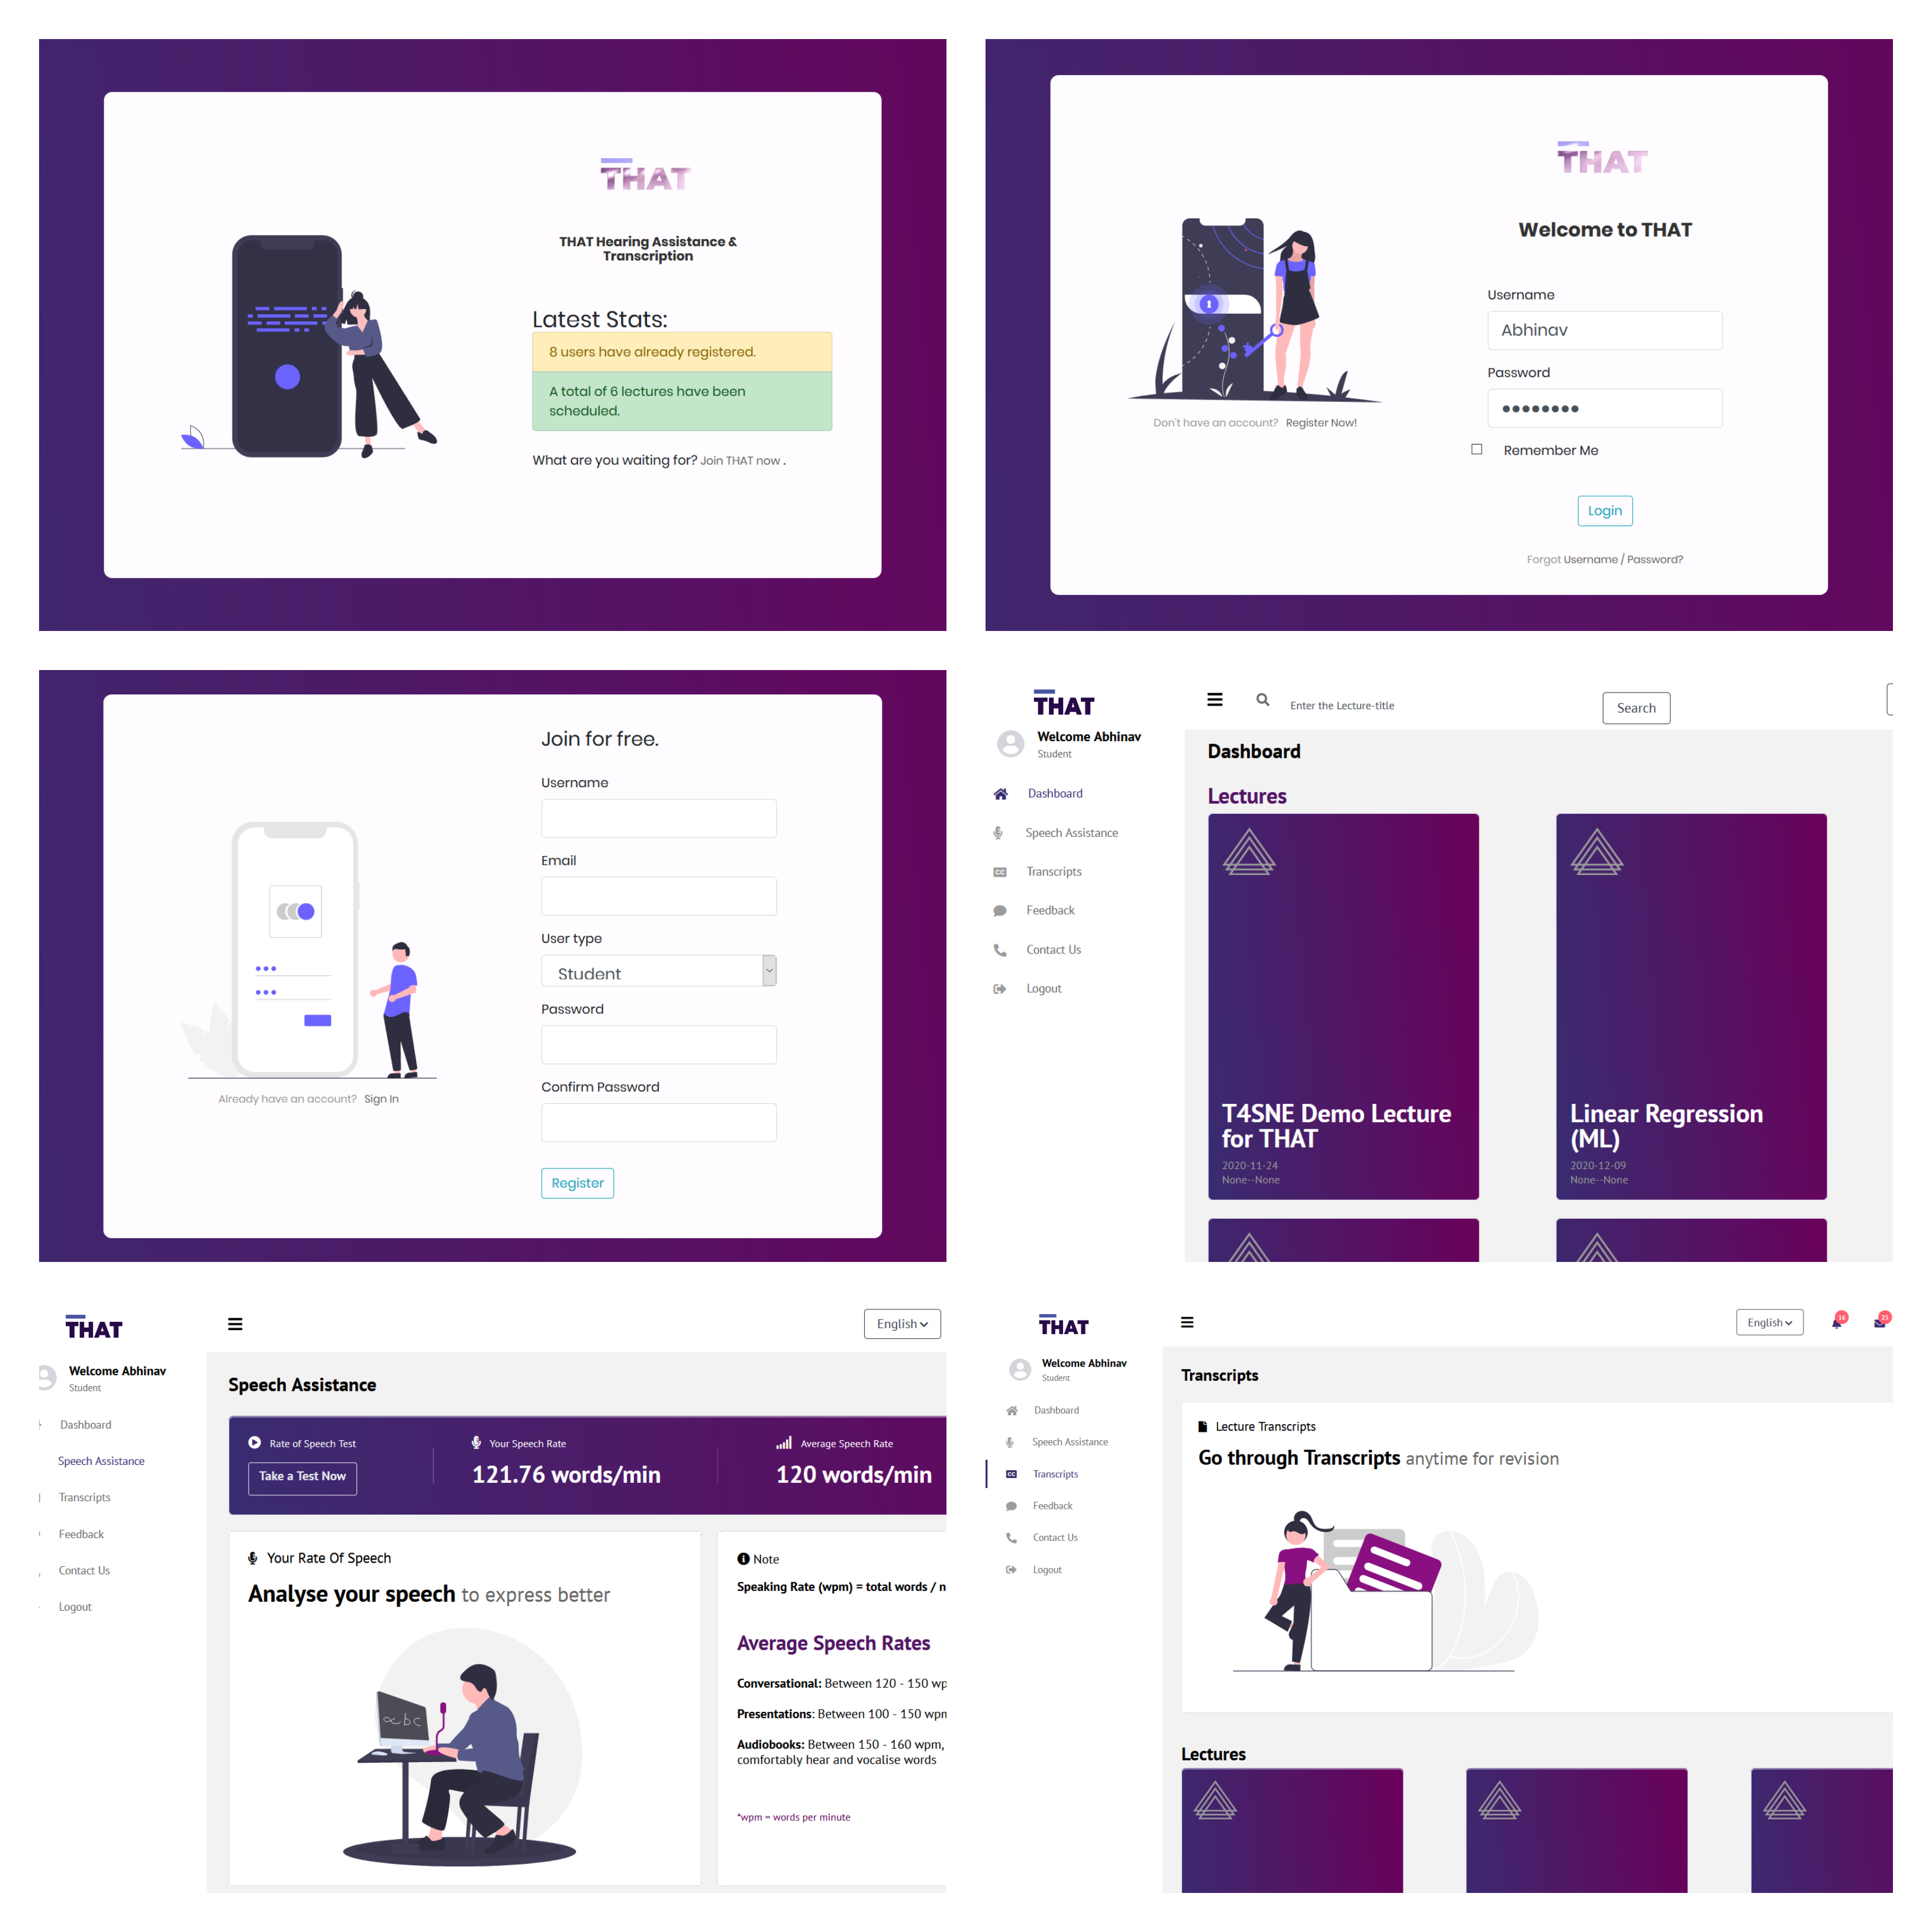 THAT
THAT Hearing Assistance &
Transcription
Latest Stats:
8 users have already registered.
A total of 6 lectures have been
scheduled.
What are you waiting for? Join THAT now .
THAT
Welcome to THAT
Username
Abhinav
Password
Remember Me
Login
Don't have an account? Register Now!
Forgot Username / Password?
Join for free.
Username
Email
User type
Student
Password
Confirm Password
Register
Already have an account? Sign In
THAT
Welcome Abhinav
Student
Dashboard
Speech Assistance
Transcripts
Feedback
Contact Us
Logout
Enter the Lecture-title
Search
Dashboard
Lectures
T4SNE Demo Lecture
for THAT
2020-11-24
None--None
Linear Regression
(ML)
2020-12-09
None--None
THAT
Welcome Abhinav
Student
Dashboard
Speech Assistance
Transcripts
Feedback
Contact Us
Logout
English
Speech Assistance
Rate of Speech Test
Take a Test Now
Your Speech Rate
121.76 words/min
Average Speech Rate
120 words/min
Your Rate Of Speech
Analyse your speech to express better
abc
Note
Speaking Rate (wpm) = total words / n
Average Speech Rates
Conversational: Between 120 - 150 wp
Presentations: Between 100 - 150 wpm
Audiobooks: Between 150 - 160 wpm,
comfortably hear and vocalise words
*wpm = words per minute
THAT
Welcome Abhinav
Student
Dashboard
Speech Assistance
CC Transcripts
Feedback
Contact Us
Logout
English
16
25
Transcripts
Lecture Transcripts
Go through Transcripts anytime for revision
Lectures